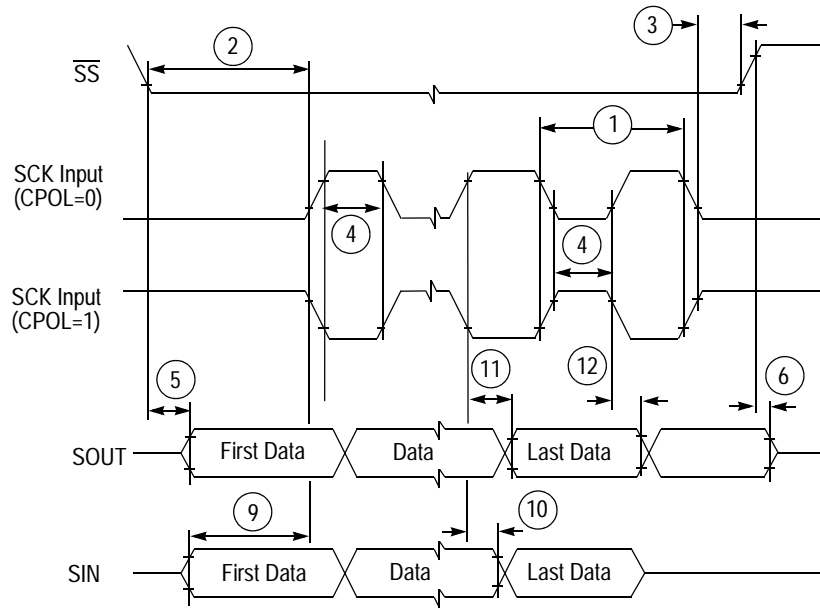 3
2
SS
1
SCK Input
(CPOL=0)
4
4
SCK Input
(CPOL=1)
5
11
12
6
SOUT
First Data
Data
Last Data
9
10
SIN
First Data
Data
Last Data